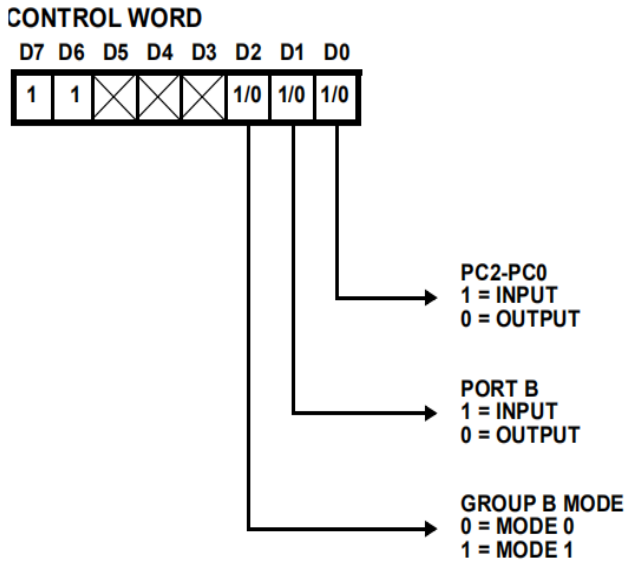 CONTROL WORD
D7 D6 D5 D4 D3 D2 D1 D0
1 1 1/0 1/0 1/0
PC2-PC0
1 = INPUT
0 = OUTPUT
PORT B
1 = INPUT
0 = OUTPUT
GROUP B MODE
0 = MODE 0
1 = MODE 1